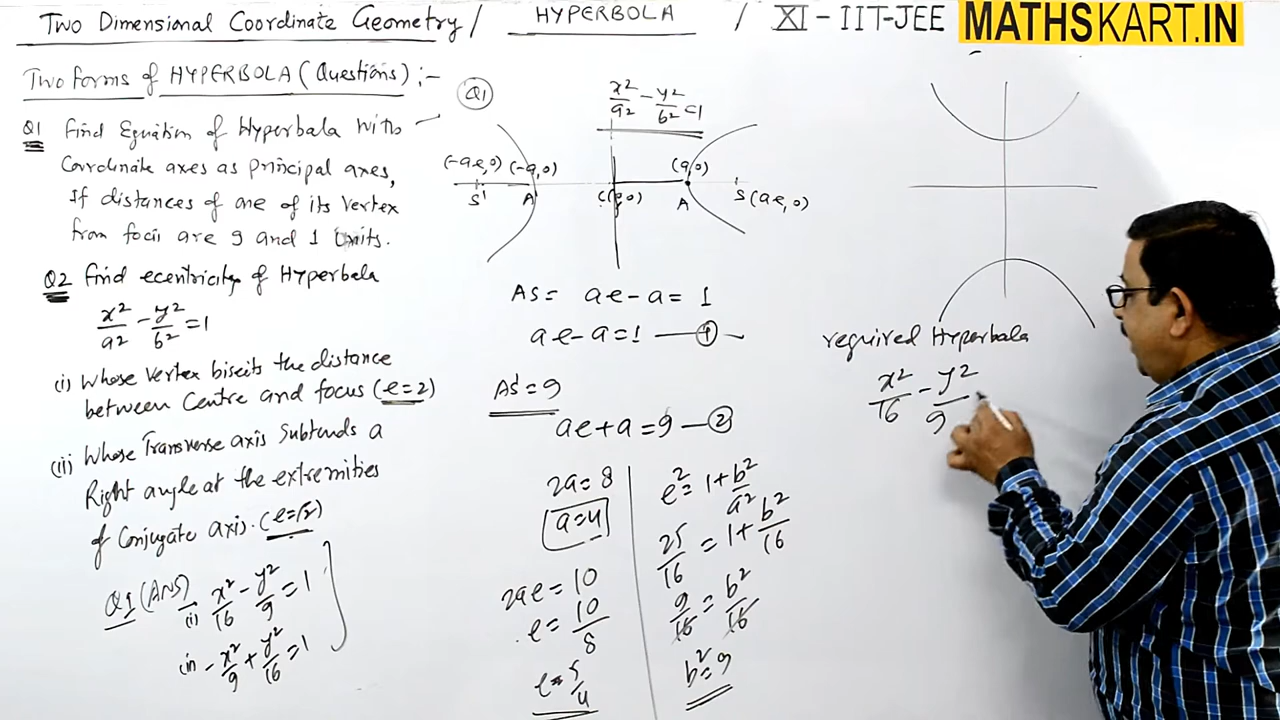 Two Dimensional Coordinate Geometry / HYPERBOLA / XI - IIT-JEE MATHSKART.IN
Two forms of HYPERBOLA (Questions) :-
Q1 Find Equation of Hyperbala with
Coordinate axes as principal axes,
If distances of one of its vertex
from focii are 9 and 1 Units.
Q2 find ecentricity of Hyperbala
x²/a² - y²/b² = 1
(i) Whose vertex bisects the distance
between Centre and focus (e=2)
(ii) Whose Transverse axis Subtends a
Right angle at the extremities
of Conjugate axis. (e=√2)
Q1 (ANS) (i) x²/16 - y²/9 = 1
(ii) - x²/9 + y²/16 = 1
Q1
x²/a² - y²/b² = 1
(-ae,0) (-a,0) (a,0)
S' A' C(0,0) A S(ae,0)
AS = ae - a = 1
ae - a = 1 — ①
AS' = 9
ae + a = 9 — ②
2a = 8
a = 4
2ae = 10
e = 10/8
e = 5/4
e² = 1 + b²/a²
25/16 = 1 + b²/16
9/16 = b²/16
b² = 9
required Hyperbala
x²/16 - y²/9